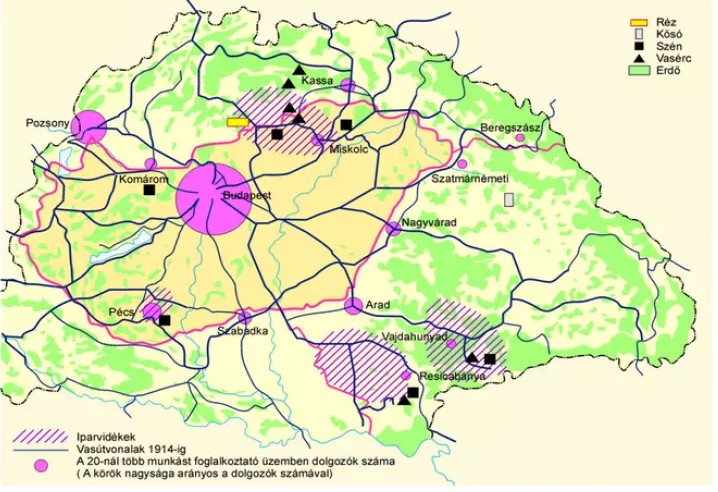 Réz
Kősó
Szén
Vasérc
Erdő
Kassa
Pozsony
Beregszász
Miskolc
Komárom
Szatmárnémeti
Budapest
Nagyvárad
Arad
Pécs
Szabadka
Vajdahunyad
Resicabánya
Iparvidékek
Vasútvonalak 1914-ig
A 20-nál több munkást foglalkoztató üzemben dolgozók száma
( A körök nagysága arányos a dolgozók számával)